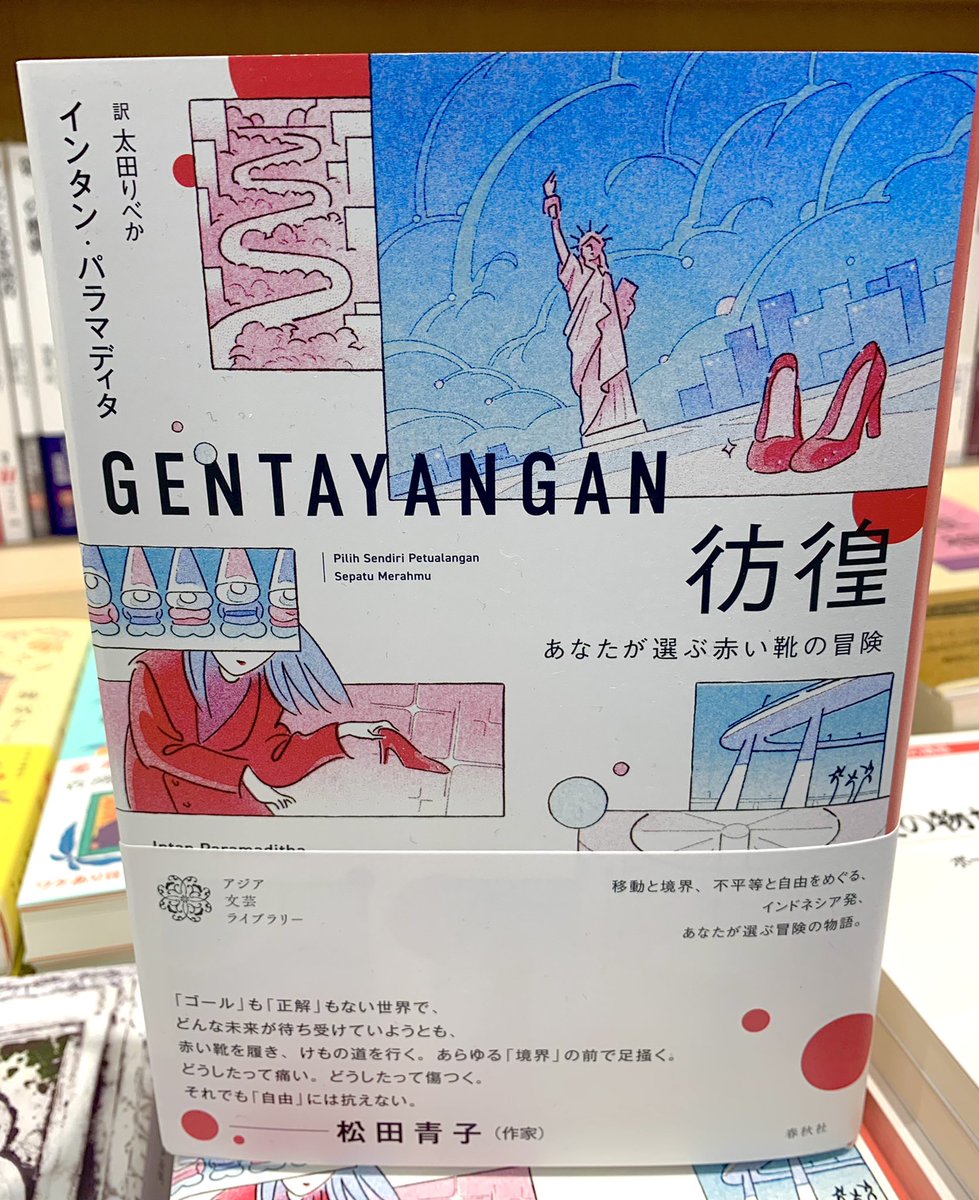 訳 太田りべか
インタン・パラマディタ
GENTAYANGAN
Pilih Sendiri Petualangan
Sepatu Merahmu
彷徨
あなたが選ぶ赤い靴の冒険
Intan Paramaditha
アジア
文芸
ライブラリー
移動と境界、不平等と自由をめぐる、
インドネシア発、
あなたが選ぶ冒険の物語。
「ゴール」も「正解」もない世界で、
どんな未来が待ち受けていようとも、
赤い靴を履き、けもの道を行く。あらゆる「境界」の前で足掻く。
どうしたって痛い。どうしたって傷つく。
それでも「自由」には抗えない。
松田青子（作家）
春秋社